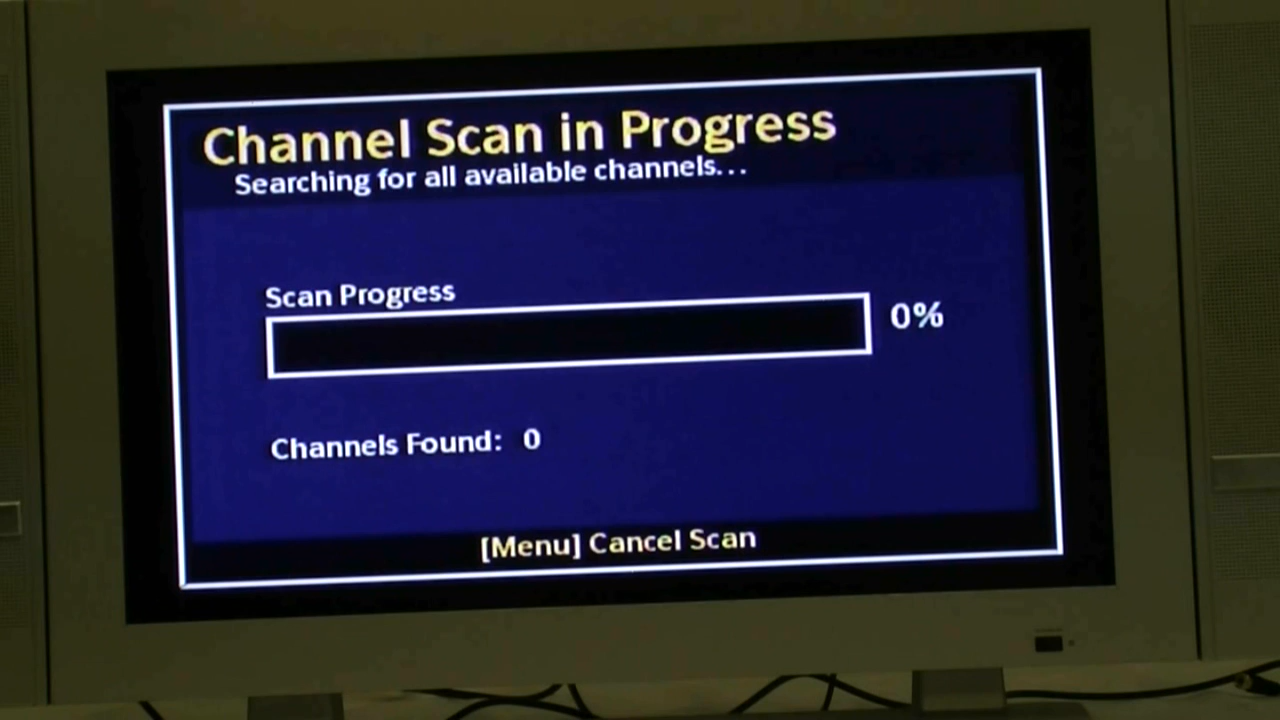 Channel Scan in Progress
Searching for all available channels...
Scan Progress
0%
Channels Found: 0
[Menu] Cancel Scan